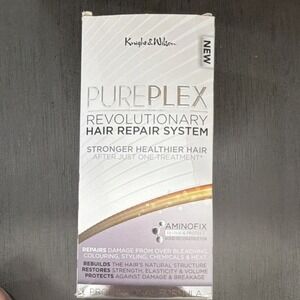 Knight & Wilson
NEW
PUREPLEX
REVOLUTIONARY
HAIR REPAIR SYSTEM
STRONGER HEALTHIER HAIR
AFTER JUST ONE TREATMENT*
AMINOFIX
REPAIRS DAMAGE FROM OVER BLEACHING,
COLOURING, STYLING, CHEMICALS & HEAT
REBUILDS THE HAIR'S NATURAL STRUCTURE
RESTORES STRENGTH, ELASTICITY & VOLUME
PROTECTS AGAINST DAMAGE & BREAKAGE